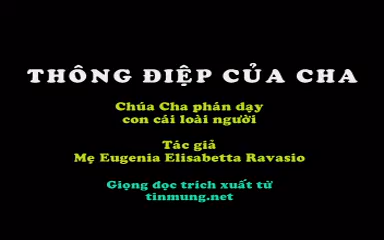 THÔNG ĐIỆP CỦA CHA
Chúa Cha phán dạy
con cái loài người
Tác giả
Mẹ Eugenia Elisabetta Ravasio
Giọng đọc trích xuất từ
tinmung.net